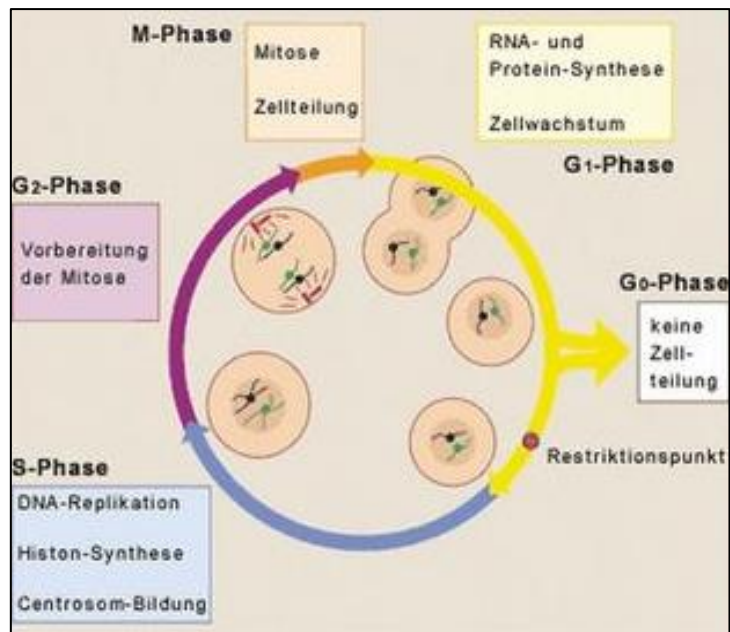 M-Phase
Mitose
Zellteilung
RNA- und
Protein-Synthese
Zellwachstum
G1-Phase
G2-Phase
Vorbereitung
der Mitose
G0-Phase
keine
Zell-
teilung
Restriktionspunkt
S-Phase
DNA-Replikation
Histon-Synthese
Centrosom-Bildung